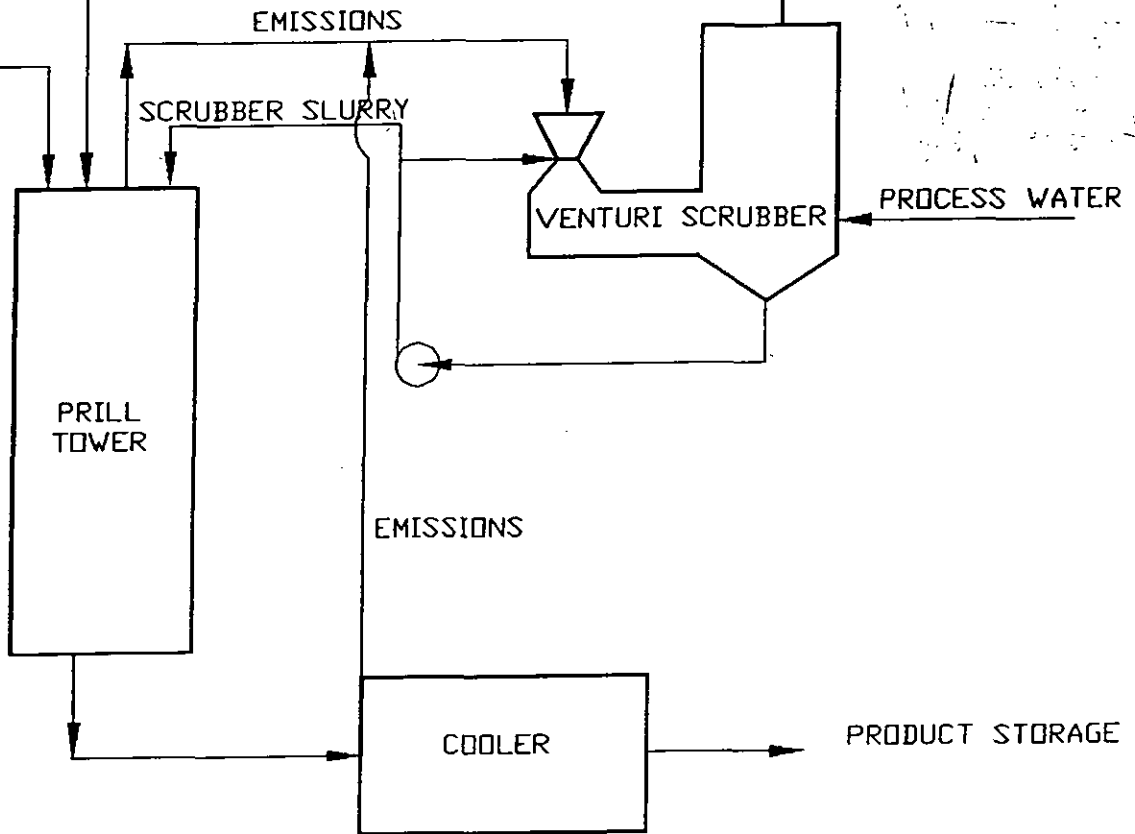 EMISSIONS
SCRUBBER SLURRY
PROCESS WATER
VENTURI SCRUBBER
PRILL
TOWER
EMISSIONS
COOLER
PRODUCT STORAGE